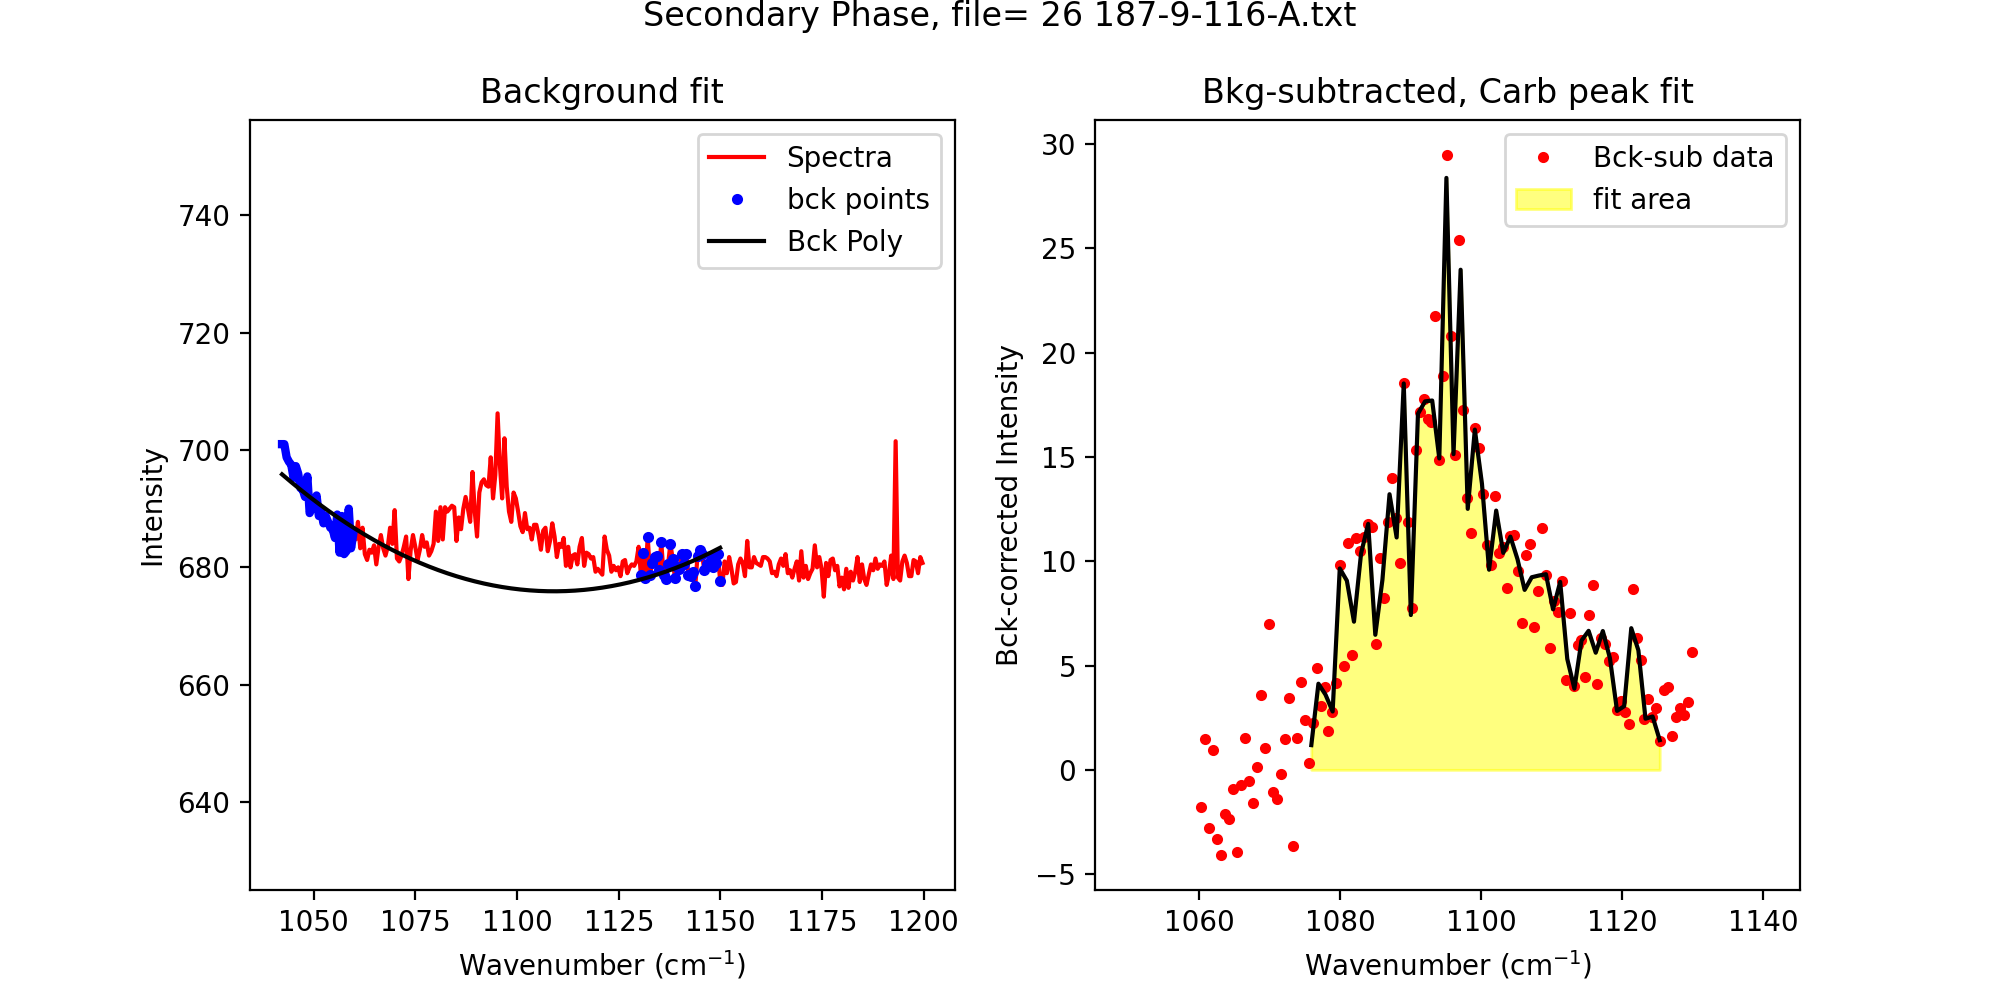 Secondary Phase, file= 26 187-9-116-A.txt
Background fit
Intensity
740
720
700
680
660
640
Spectra
bck points
Bck Poly
1050 1075 1100 1125 1150 1175 1200
Wavenumber (cm⁻¹)
Bkg-subtracted, Carb peak fit
Bck-corrected Intensity
30
25
20
15
10
5
0
−5
Bck-sub data
fit area
1060 1080 1100 1120 1140
Wavenumber (cm⁻¹)